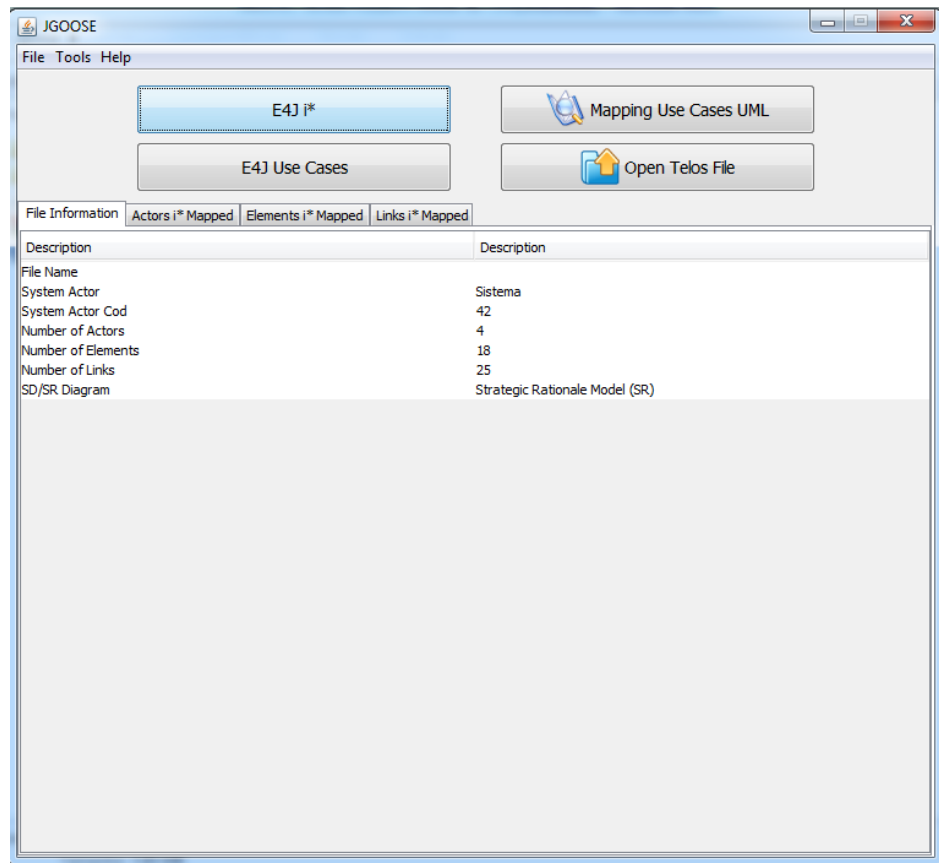 JGOOSE
File Tools Help
E4J i*
Mapping Use Cases UML
E4J Use Cases
Open Telos File
File Information Actors i* Mapped Elements i* Mapped Links i* Mapped
Description Description
File Name
System Actor Sistema
System Actor Cod 42
Number of Actors 4
Number of Elements 18
Number of Links 25
SD/SR Diagram Strategic Rationale Model (SR)